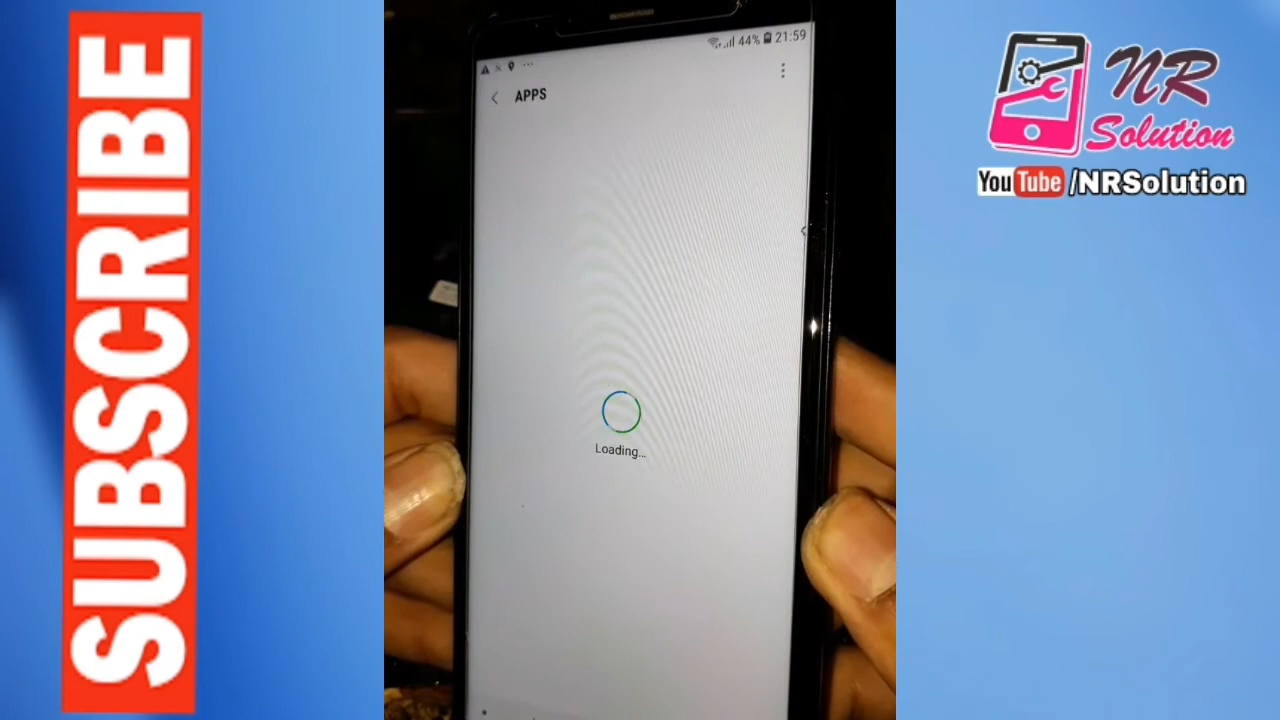 SUBSCRIBE
44% 21:59
APPS
Loading...
NR
Solution
YouTube /NRSolution